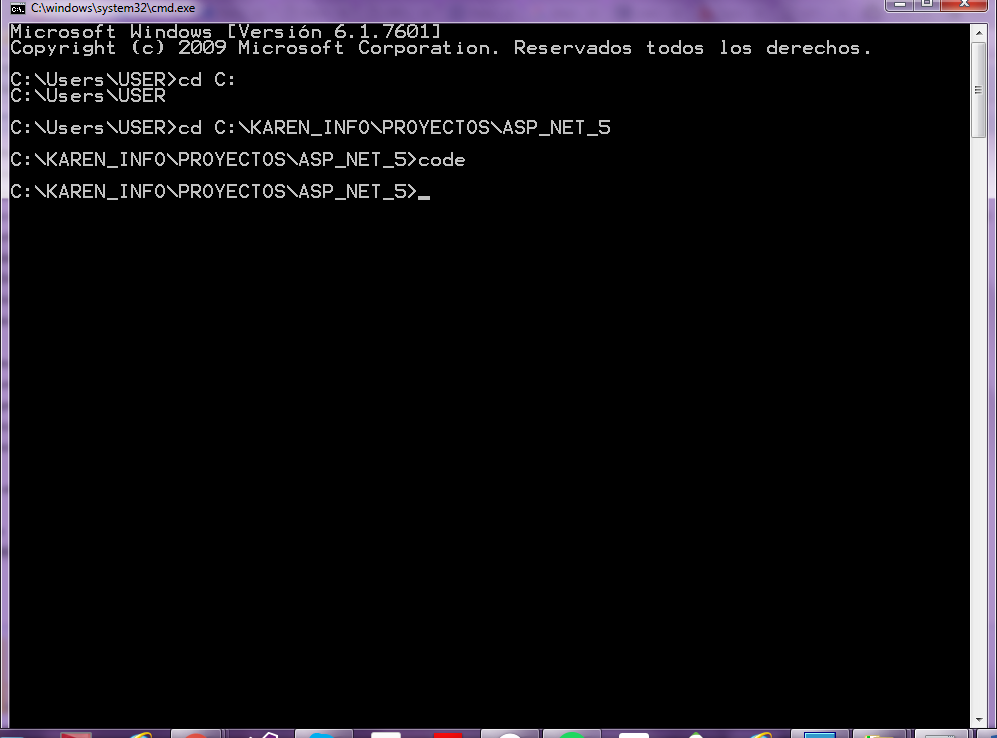 C:\windows\system32\cmd.exe
Microsoft Windows [Versión 6.1.7601]
Copyright (c) 2009 Microsoft Corporation. Reservados todos los derechos.
C:\Users\USER>cd C:
C:\Users\USER
C:\Users\USER>cd C:\KAREN_INFO\PROYECTOS\ASP_NET_5
C:\KAREN_INFO\PROYECTOS\ASP_NET_5>code
C:\KAREN_INFO\PROYECTOS\ASP_NET_5>_